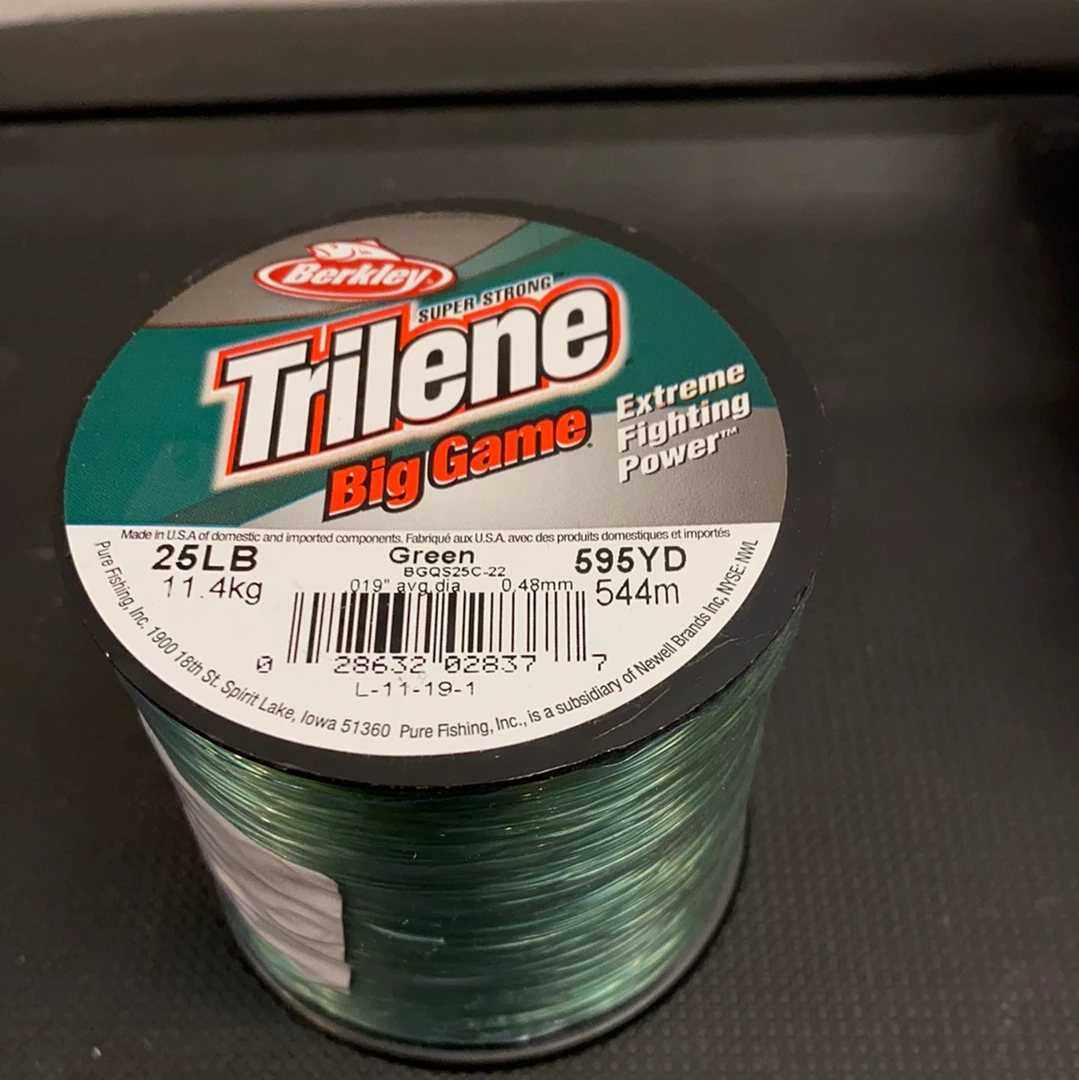 Berkley
SUPER STRONG™
Trilene
Big Game
Extreme
Fighting
Power™
Made in U.S.A of domestic and imported components. Fabriqué aux U.S.A. avec des produits domestiques et importés
25LB Green 595YD
BGQS25C-22
11.4kg .019" avg dia 0.48mm 544m
0 28632 02837 7
L-11-19-1
Pure Fishing, Inc. 1900 18th St. Spirit Lake, Iowa 51360 Pure Fishing, Inc., is a subsidiary of Newell Brands Inc, NYSE: NWL